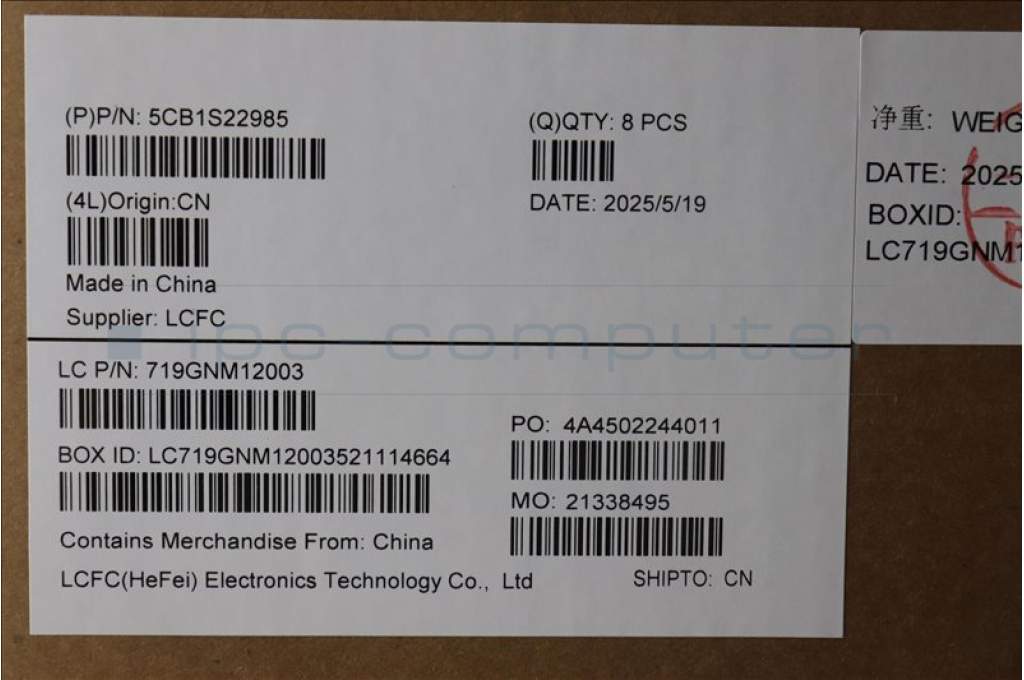 (P)P/N: 5CB1S22985
(Q)QTY: 8 PCS
(4L)Origin:CN
DATE: 2025/5/19
Made in China
Supplier: LCFC
LC P/N: 719GNM12003
PO: 4A4502244011
BOX ID: LC719GNM12003521114664
MO: 21338495
Contains Merchandise From: China
LCFC(HeFei) Electronics Technology Co., Ltd
SHIPTO: CN
净重: WEIG
DATE: 2025
BOXID:
LC719GNM1
ipc-computer